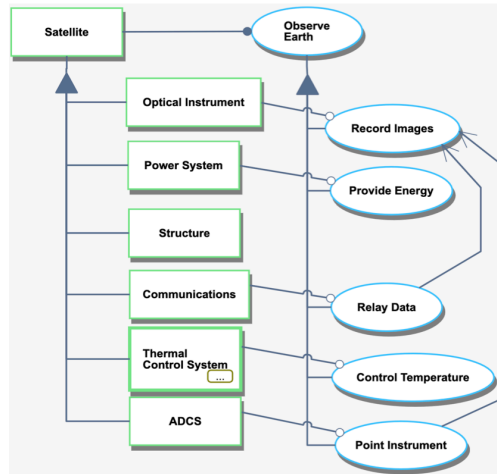 Satellite
Observe
Earth
Optical Instrument
Record Images
Power System
Provide Energy
Structure
Communications
Relay Data
Thermal
Control System
...
Control Temperature
ADCS
Point Instrument